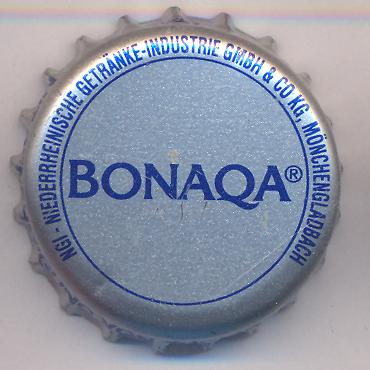 NGI - NIEDERRHEINISCHE GETRÄNKE-INDUSTRIE GMBH & CO KG, MÖNCHENGLADBACH
BONAQA®